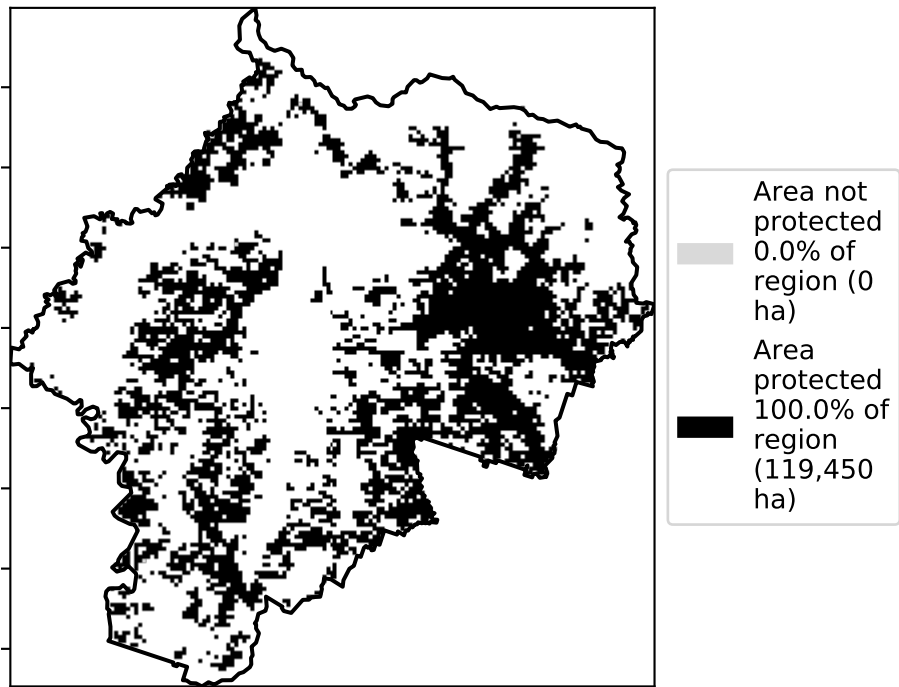 Area not
protected
0.0% of
region (0
ha)
Area
protected
100.0% of
region
(119,450
ha)